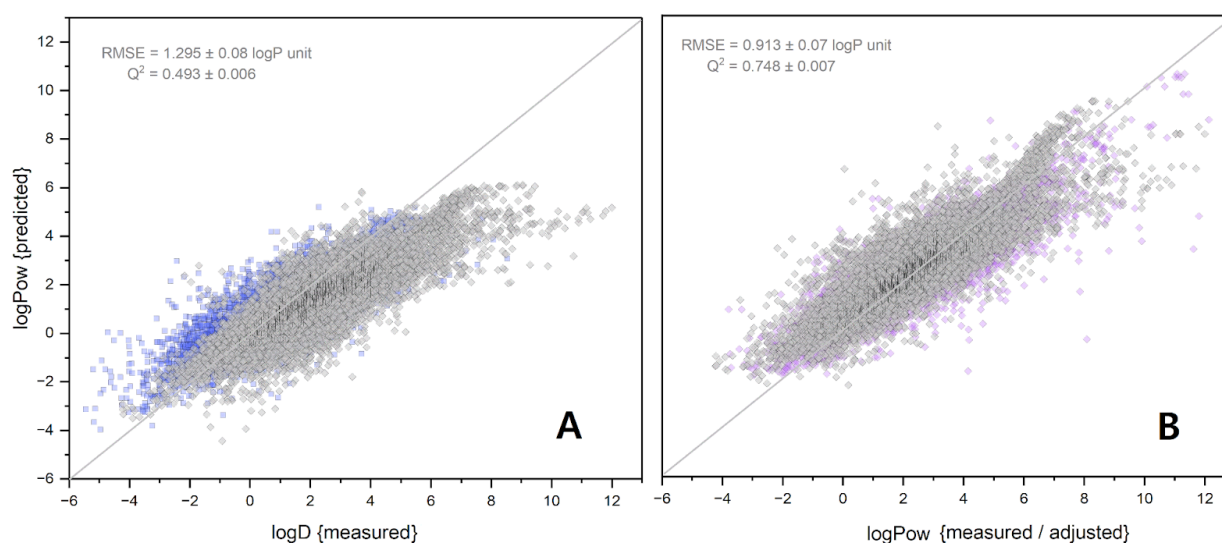 RMSE = 1.295 ± 0.08 logP unit
Q² = 0.493 ± 0.006
12
10
8
6
4
2
0
−2
−4
−6
logPow {predicted}
A
−6 −4 −2 0 2 4 6 8 10 12
logD {measured}
RMSE = 0.913 ± 0.07 logP unit
Q² = 0.748 ± 0.007
B
−6 −4 −2 0 2 4 6 8 10 12
logPow {measured / adjusted}